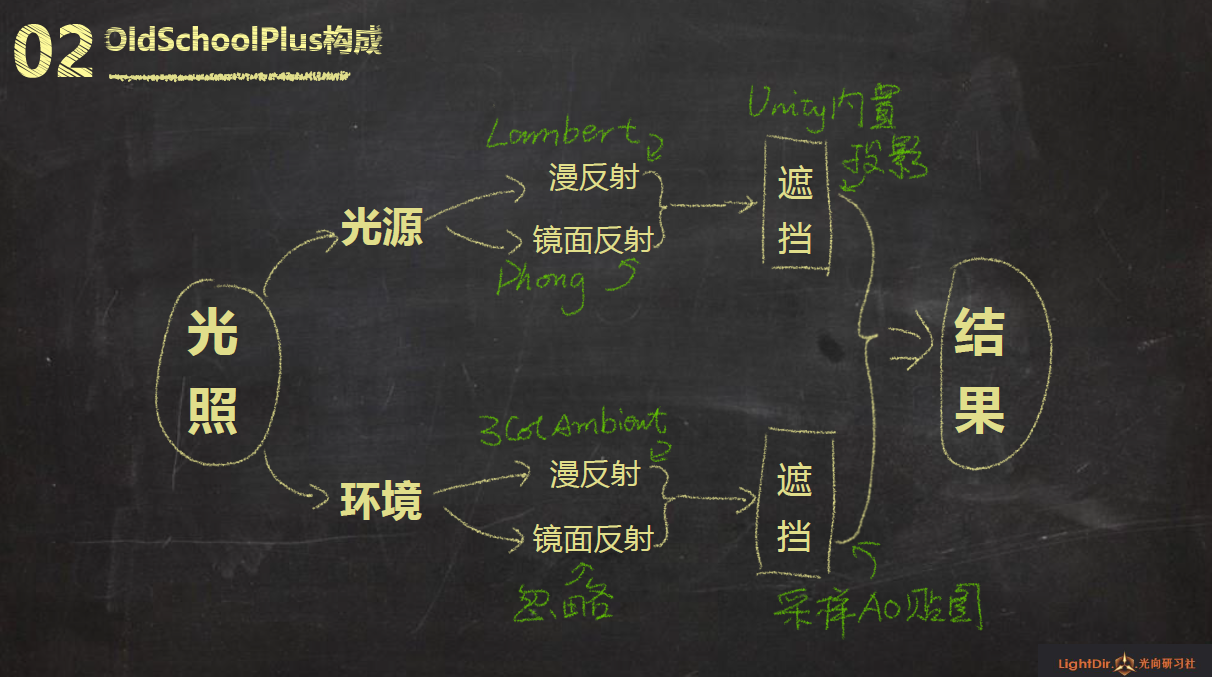 02
OldSchoolPlus构成
Lambert
漫反射
光源
镜面反射
Phong
Unity内置
投影
遮
挡
光
照
结
果
3ColAmbient
漫反射
环境
镜面反射
忽略
遮
挡
采样AO贴图
LightDir.光向研习社